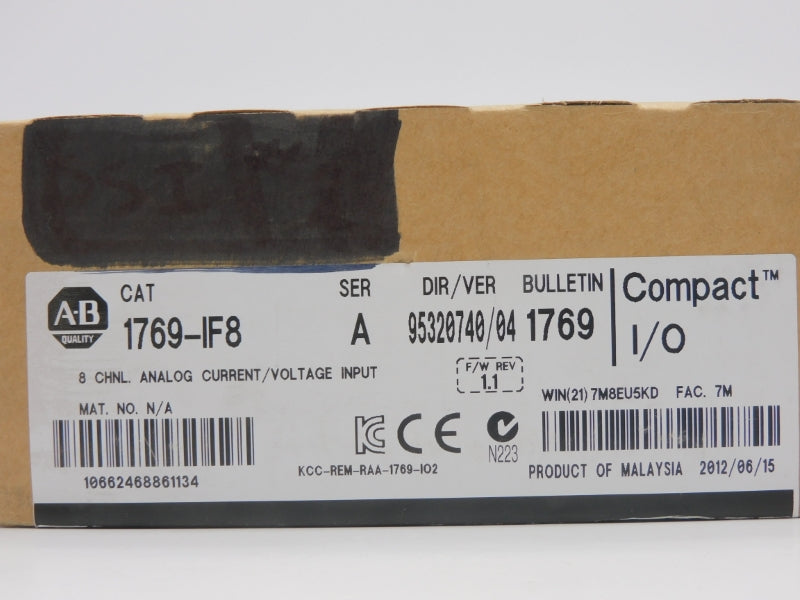 A·B
QUALITY
CAT
1769-IF8
SER
A
DIR/VER
95320740/04
BULLETIN
1769
Compact™
I/O
8 CHNL. ANALOG CURRENT/VOLTAGE INPUT
F/W REV
1.1
MAT. NO. N/A
10662468861134
KC CE N223
KCC-REM-RAA-1769-IO2
WIN(21) 7M8EU5KD FAC. 7M
PRODUCT OF MALAYSIA 2012/06/15